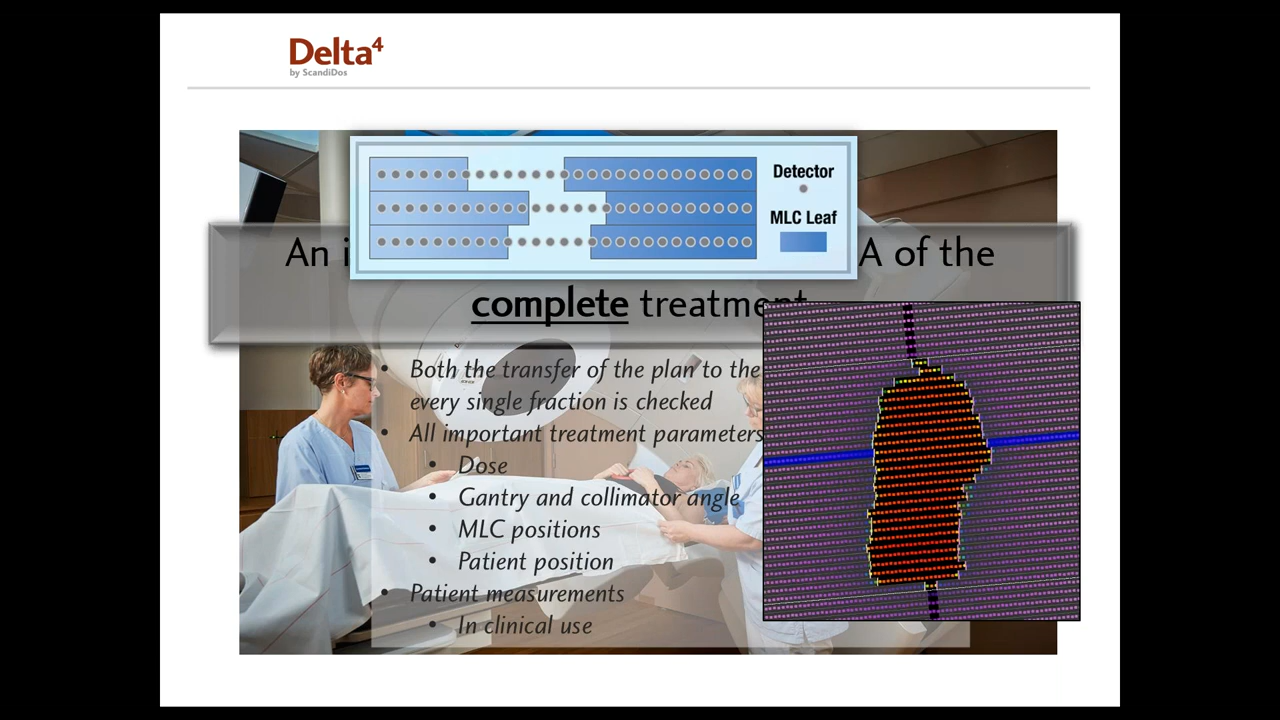 Delta4
by ScandiDos
Detector
MLC Leaf
An
A of the
complete treatment
• Both the transfer of the plan to the
every single fraction is checked
• All important treatment parameters
• Dose
• Gantry and collimator angle
• MLC positions
• Patient position
• Patient measurements
• In clinical use